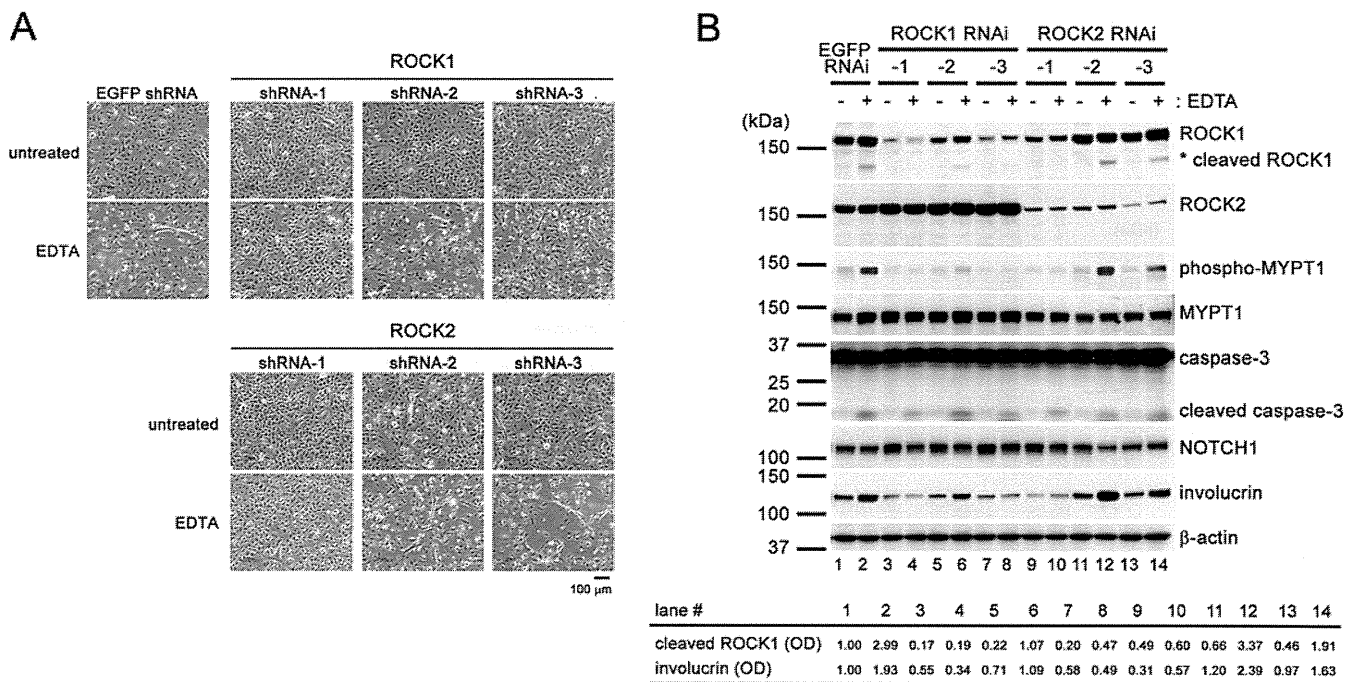 A
ROCK1
EGFP shRNA shRNA-1 shRNA-2 shRNA-3
untreated
EDTA
ROCK2
shRNA-1 shRNA-2 shRNA-3
untreated
EDTA
100 µm
B
ROCK1 RNAi ROCK2 RNAi
EGFP
RNAi -1 -2 -3 -1 -2 -3
- + - + - + - + - + - + - + : EDTA
(kDa)
150
ROCK1
* cleaved ROCK1
150
ROCK2
150
phospho-MYPT1
150
MYPT1
37
caspase-3
25
20
cleaved caspase-3
100
NOTCH1
150
involucrin
100
37
β-actin
1 2 3 4 5 6 7 8 9 10 11 12 13 14
lane # 1 2 3 4 5 6 7 8 9 10 11 12 13 14
cleaved ROCK1 (OD) 1.00 2.99 0.17 0.19 0.22 1.07 0.20 0.47 0.49 0.60 0.66 3.37 0.46 1.91
involucrin (OD) 1.00 1.93 0.55 0.34 0.71 1.09 0.58 0.49 0.31 0.57 1.20 2.39 0.97 1.63